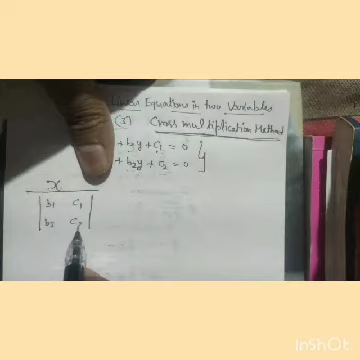 Linear Equations in two Variables
Cross multiplication Method
+ b₁y + c₁ = 0
+ b₂y + c₂ = 0
x
b₁ c₁
b₂ c₂
InShOt